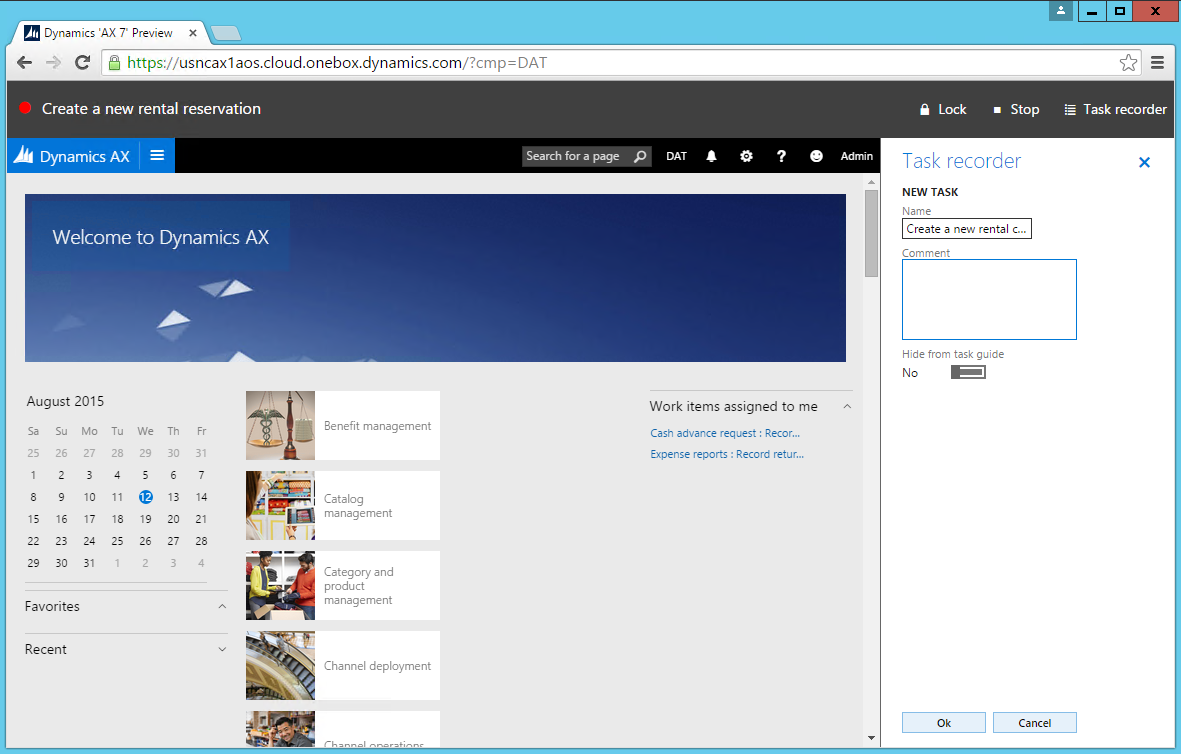 Dynamics 'AX 7' Preview
https://usncax1aos.cloud.onebox.dynamics.com/?cmp=DAT
Create a new rental reservation
Lock
Stop
Task recorder
Dynamics AX
Search for a page
DAT
?
Admin
Welcome to Dynamics AX
August 2015
Sa Su Mo Tu We Th Fr
25 26 27 28 29 30 31
1 2 3 4 5 6 7
8 9 10 11 12 13 14
15 16 17 18 19 20 21
22 23 24 25 26 27 28
29 30 31 1 2 3 4
Favorites
Recent
Benefit management
Catalog
management
Category and
product
management
Channel deployment
Channel operations
Work items assigned to me
Cash advance request : Recor...
Expense reports : Record retur...
Task recorder
NEW TASK
Name
Create a new rental c...
Comment
Hide from task guide
No
Ok
Cancel